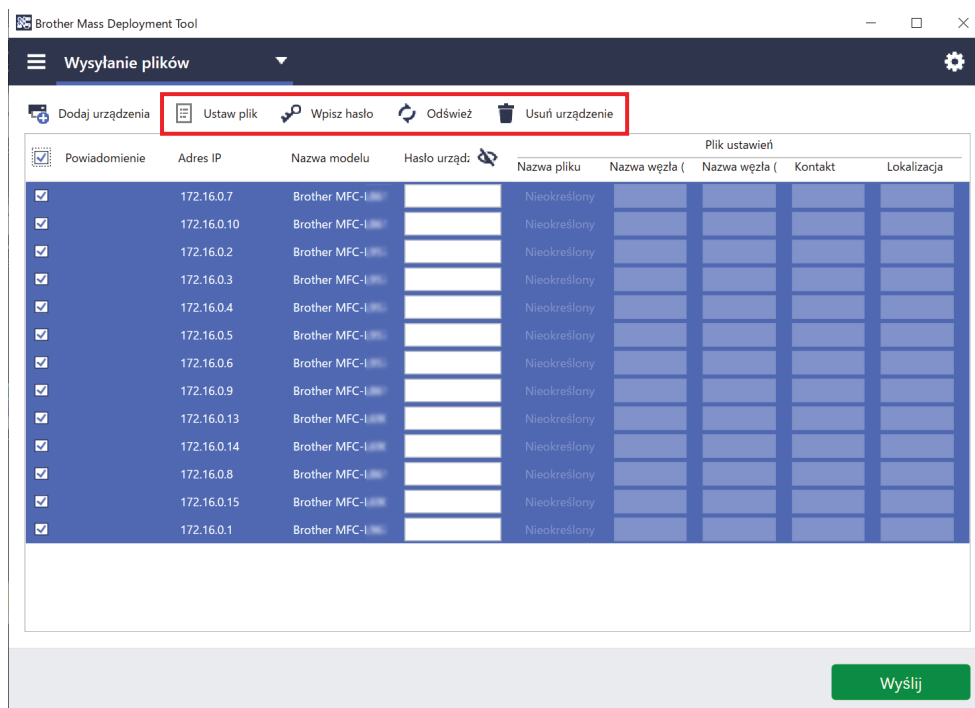 Brother Mass Deployment Tool
Wysyłanie plików
Dodaj urządzenia Ustaw plik Wpisz hasło Odśwież Usuń urządzenie
Plik ustawień
Powiadomienie Adres IP Nazwa modelu Hasło urządz Nazwa pliku Nazwa węzła ( Nazwa węzła ( Kontakt Lokalizacja
172.16.0.7 Brother MFC- Nieokreślony
172.16.0.10 Brother MFC- Nieokreślony
172.16.0.2 Brother MFC- Nieokreślony
172.16.0.3 Brother MFC- Nieokreślony
172.16.0.4 Brother MFC- Nieokreślony
172.16.0.5 Brother MFC- Nieokreślony
172.16.0.6 Brother MFC- Nieokreślony
172.16.0.9 Brother MFC- Nieokreślony
172.16.0.13 Brother MFC- Nieokreślony
172.16.0.14 Brother MFC- Nieokreślony
172.16.0.8 Brother MFC- Nieokreślony
172.16.0.15 Brother MFC- Nieokreślony
172.16.0.1 Brother MFC- Nieokreślony
Wyślij